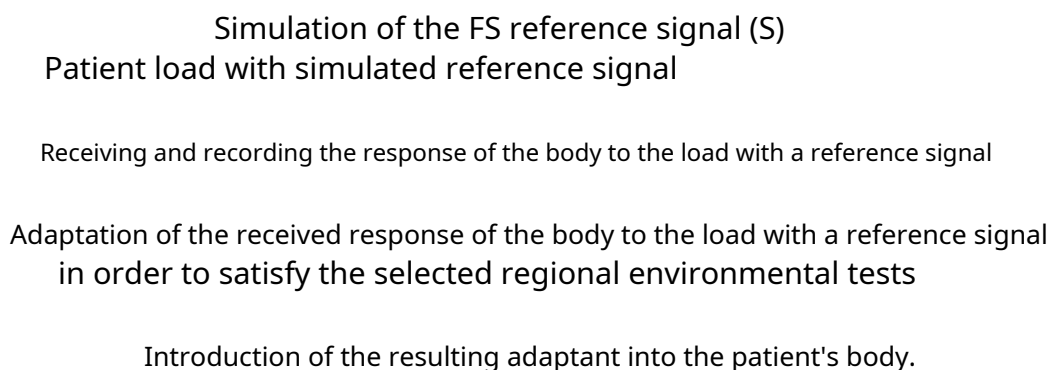 Simulation of the FS reference signal (S)
Patient load with simulated reference signal
Receiving and recording the response of the body to the load with a reference signal
Adaptation of the received response of the body to the load with a reference signal
in order to satisfy the selected regional environmental tests
Introduction of the resulting adaptant into the patient's body.